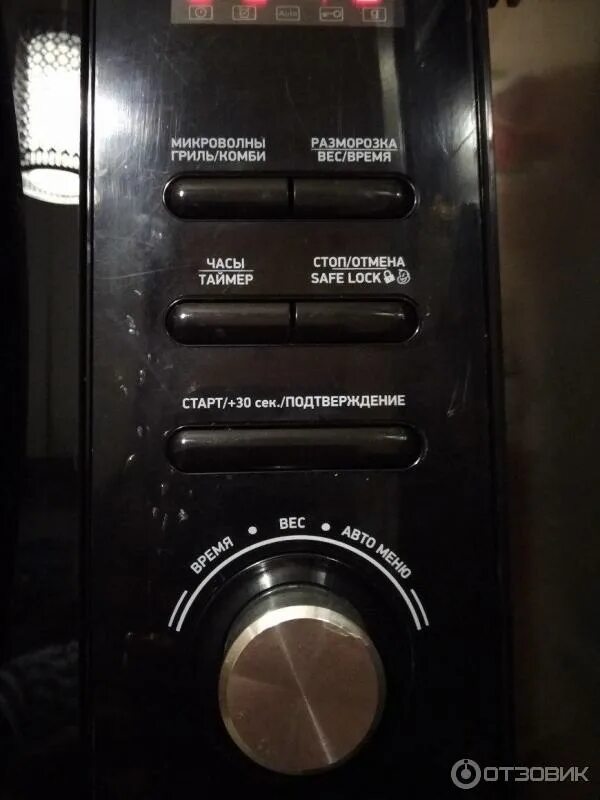 Auto
g
МИКРОВОЛНЫ
ГРИЛЬ/КОМБИ
РАЗМОРОЗКА
ВЕС/ВРЕМЯ
ЧАСЫ
ТАЙМЕР
СТОП/ОТМЕНА
SAFE LOCK
СТАРТ/+30 сек./ПОДТВЕРЖДЕНИЕ
ВРЕМЯ • ВЕС • АВТО МЕНЮ
ОТЗОВИК